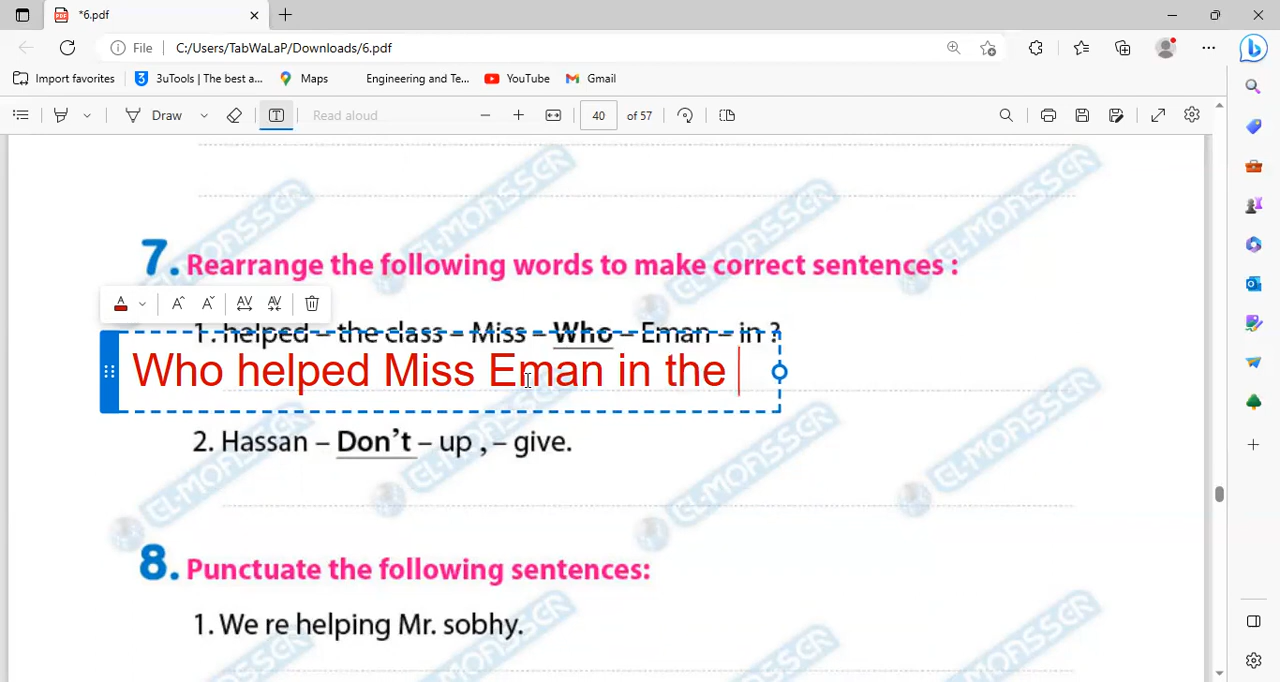 *6.pdf
File C:/Users/TabWaLaP/Downloads/6.pdf
Import favorites 3uTools | The best a... Maps Engineering and Te... YouTube Gmail
Draw Read aloud 40 of 57
EL-MOASSER
7. Rearrange the following words to make correct sentences :
1. helped – the class – Miss – Who – Eman – in ?
Who helped Miss Eman in the
2. Hassan – Don't – up , – give.
8. Punctuate the following sentences:
1. We re helping Mr. sobhy.